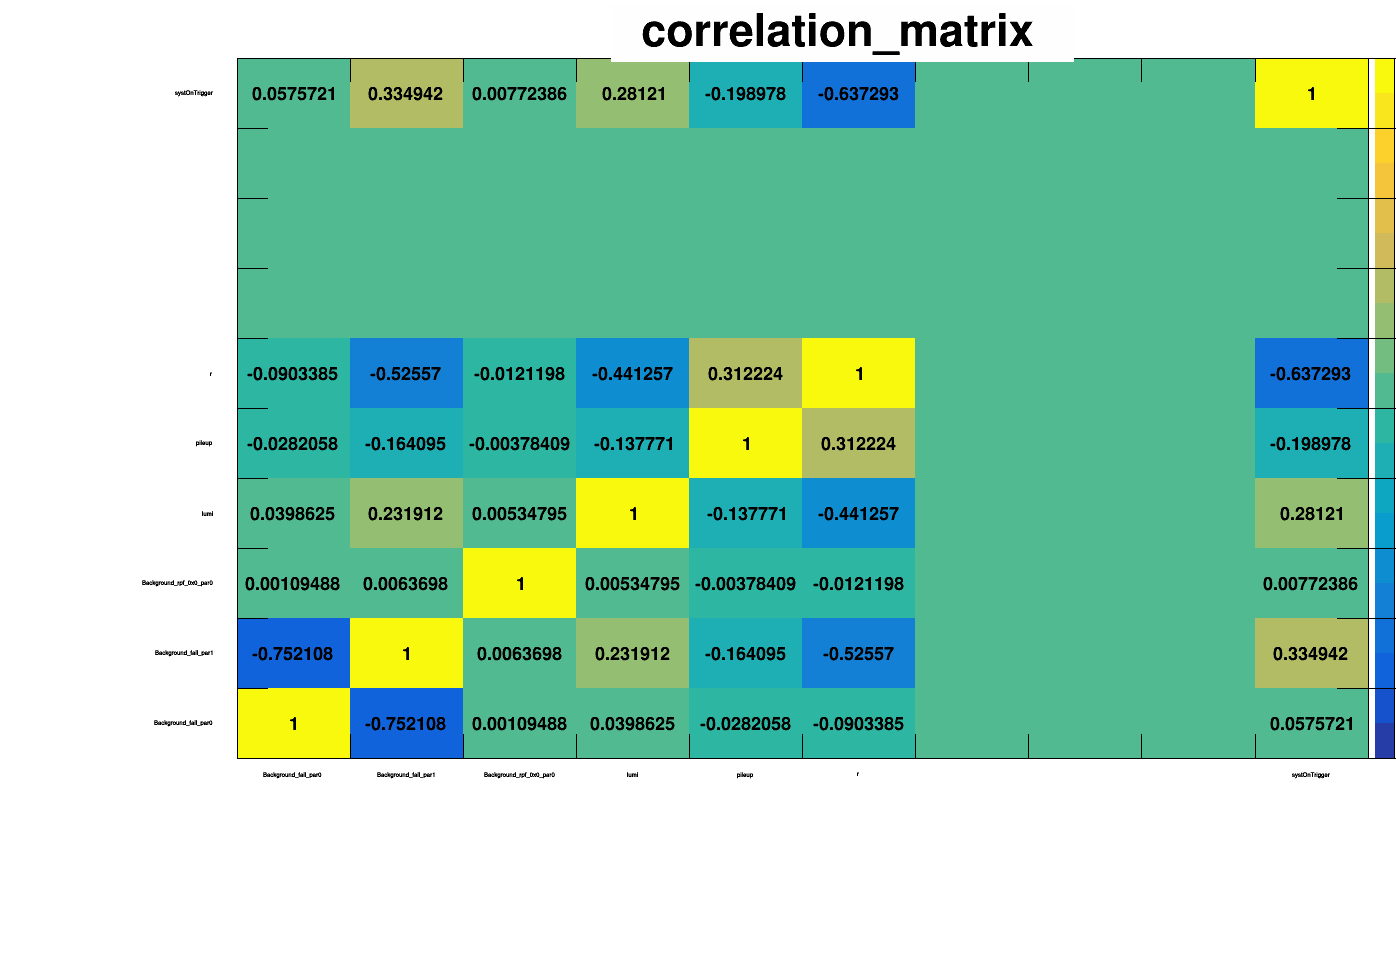 correlation_matrix
systOnTrigger 0.0575721 0.334942 0.00772386 0.28121 -0.198978 -0.637293 1
r -0.0903385 -0.52557 -0.0121198 -0.441257 0.312224 1 -0.637293
pileup -0.0282058 -0.164095 -0.00378409 -0.137771 1 0.312224 -0.198978
lumi 0.0398625 0.231912 0.00534795 1 -0.137771 -0.441257 0.28121
Background_rpf_0x0_par0 0.00109488 0.0063698 1 0.00534795 -0.00378409 -0.0121198 0.00772386
Background_fail_par1 -0.752108 1 0.0063698 0.231912 -0.164095 -0.52557 0.334942
Background_fail_par0 1 -0.752108 0.00109488 0.0398625 -0.0282058 -0.0903385 0.0575721
Background_fail_par0 Background_fail_par1 Background_rpf_0x0_par0 lumi pileup r systOnTrigger